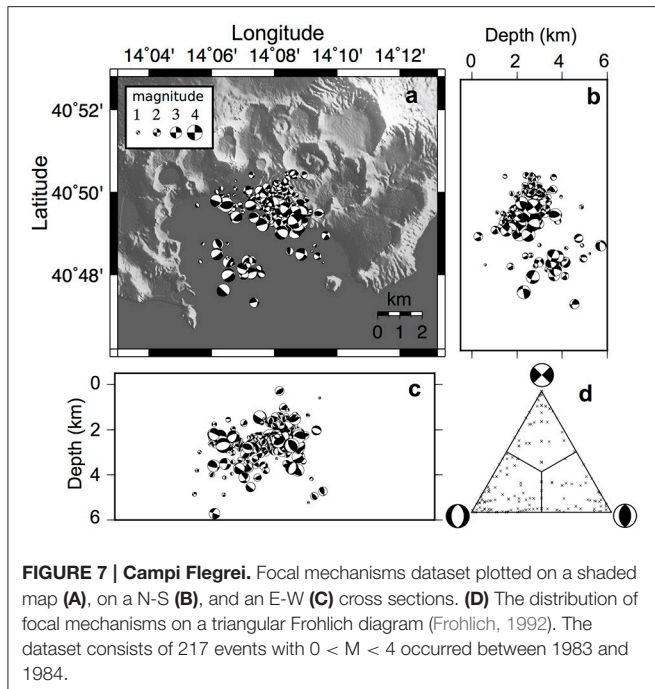 Longitude
14°04' 14°06' 14°08' 14°10' 14°12'
Depth (km)
0 2 4 6
magnitude
1 2 3 4
a
b
40°52'
40°50'
40°48'
Latitude
km
0 1 2
0
2
4
6
Depth (km)
c
d
FIGURE 7 | Campi Flegrei. Focal mechanisms dataset plotted on a shaded
map (A), on a N-S (B), and an E-W (C) cross sections. (D) The distribution of
focal mechanisms on a triangular Frohlich diagram (Frohlich, 1992). The
dataset consists of 217 events with 0 < M < 4 occurred between 1983 and
1984.